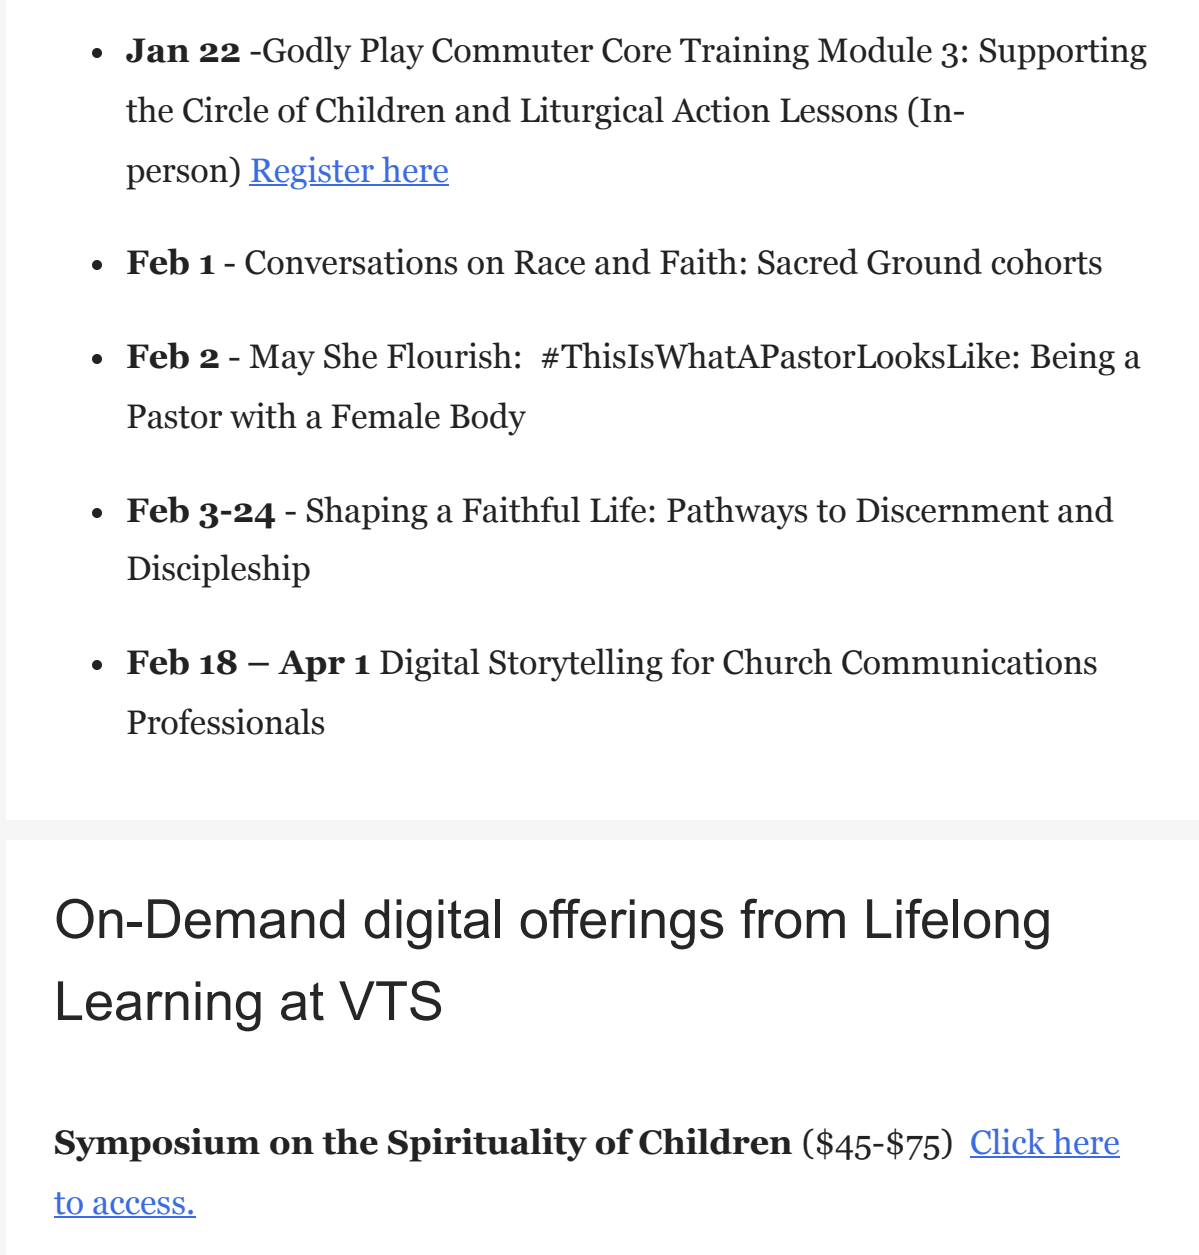 • Jan 22 -Godly Play Commuter Core Training Module 3: Supporting
the Circle of Children and Liturgical Action Lessons (In-
person) Register here
• Feb 1 - Conversations on Race and Faith: Sacred Ground cohorts
• Feb 2 - May She Flourish:  #ThisIsWhatAPastorLooksLike: Being a
Pastor with a Female Body
• Feb 3-24 - Shaping a Faithful Life: Pathways to Discernment and
Discipleship
• Feb 18 – Apr 1 Digital Storytelling for Church Communications
Professionals
On-Demand digital offerings from Lifelong
Learning at VTS
Symposium on the Spirituality of Children ($45-$75)  Click here
to access.